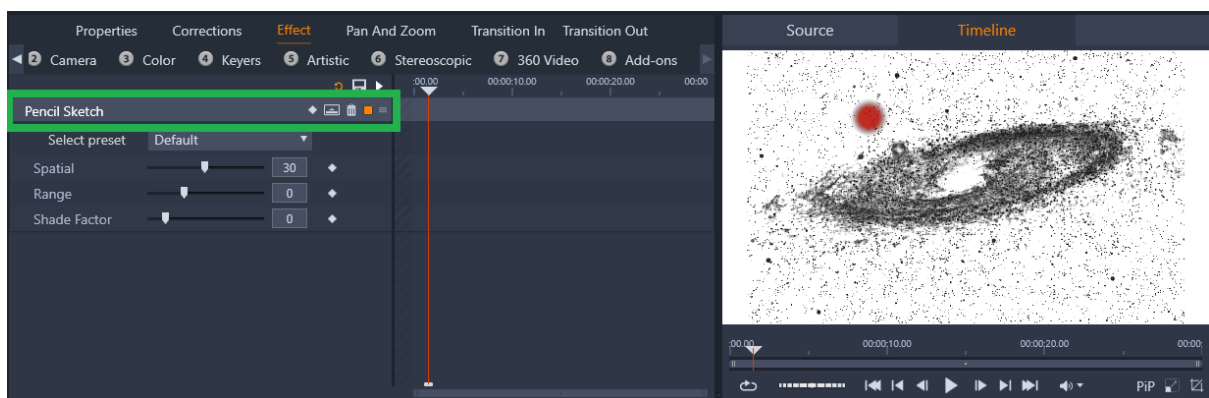 Properties Corrections Effect Pan And Zoom Transition In Transition Out
2 Camera 3 Color 4 Keyers 5 Artistic 6 Stereoscopic 7 360 Video 8 Add-ons
:00.00 00:00:10.00 00:00:20.00 00:00
Pencil Sketch
Select preset Default
Spatial 30
Range 0
Shade Factor 0
Source Timeline
;00.00 00:00;10.00 00:00;20.00 00:00;
PiP